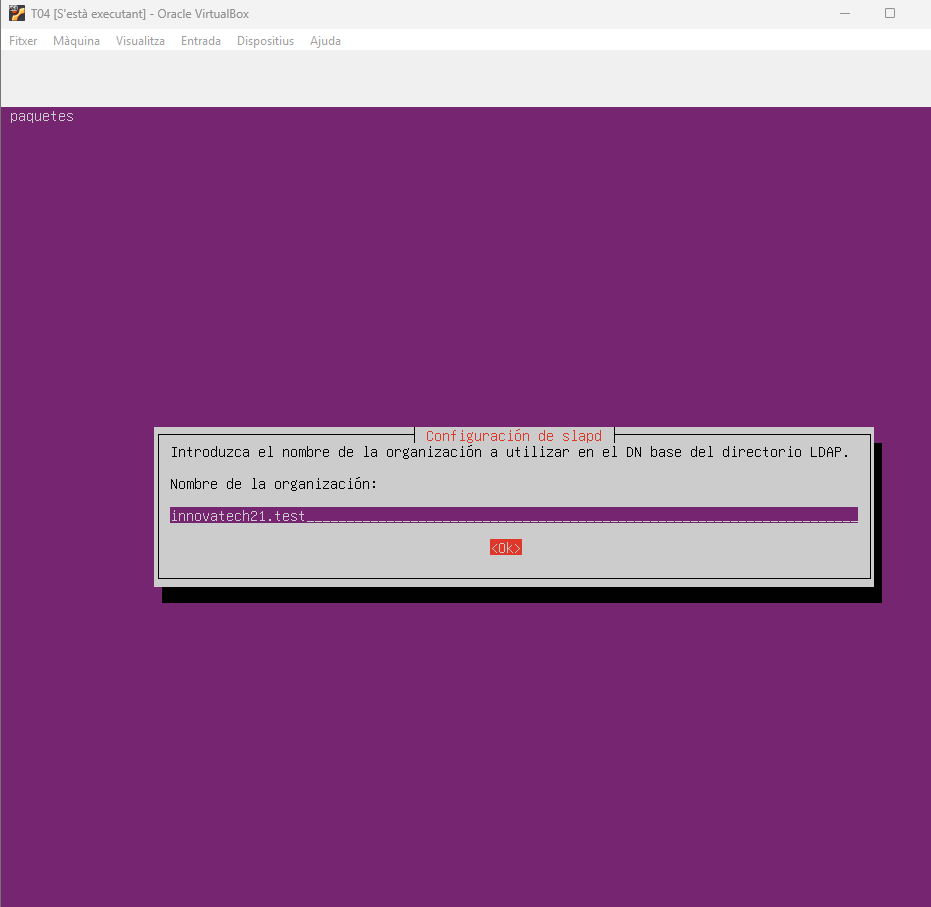 T04 [S'està executant] - Oracle VirtualBox
Fitxer Màquina Visualitza Entrada Dispositius Ajuda
paquetes
Configuración de slapd
Introduzca el nombre de la organización a utilizar en el DN base del directorio LDAP.
Nombre de la organización:
innovatech21.test
<Ok>